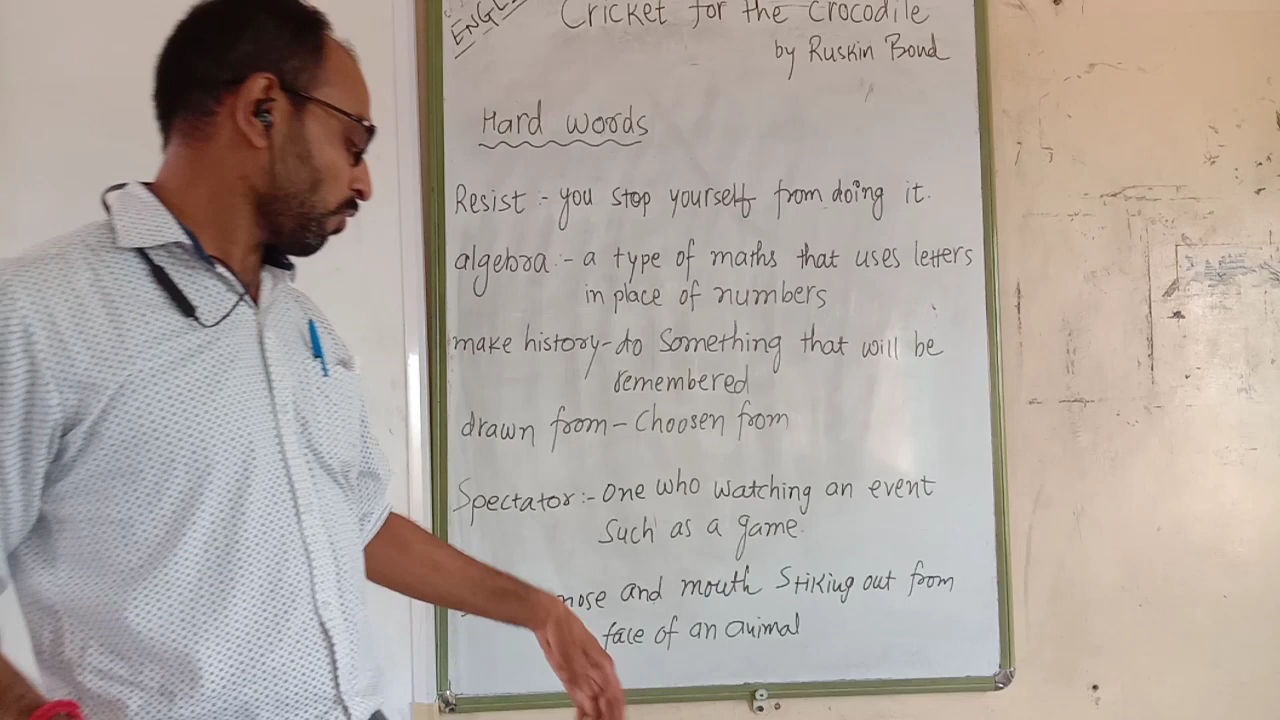 Cricket for the Crocodile
by Ruskin Bond
Hard words
Resist :- you stop yourself from doing it.
algebra :- a type of maths that uses letters
in place of numbers
make history - do Something that will be
remembered
drawn from - Choosen from
Spectator :- One who watching an event
Such as a game.
nose and mouth Stiking out from
face of an animal